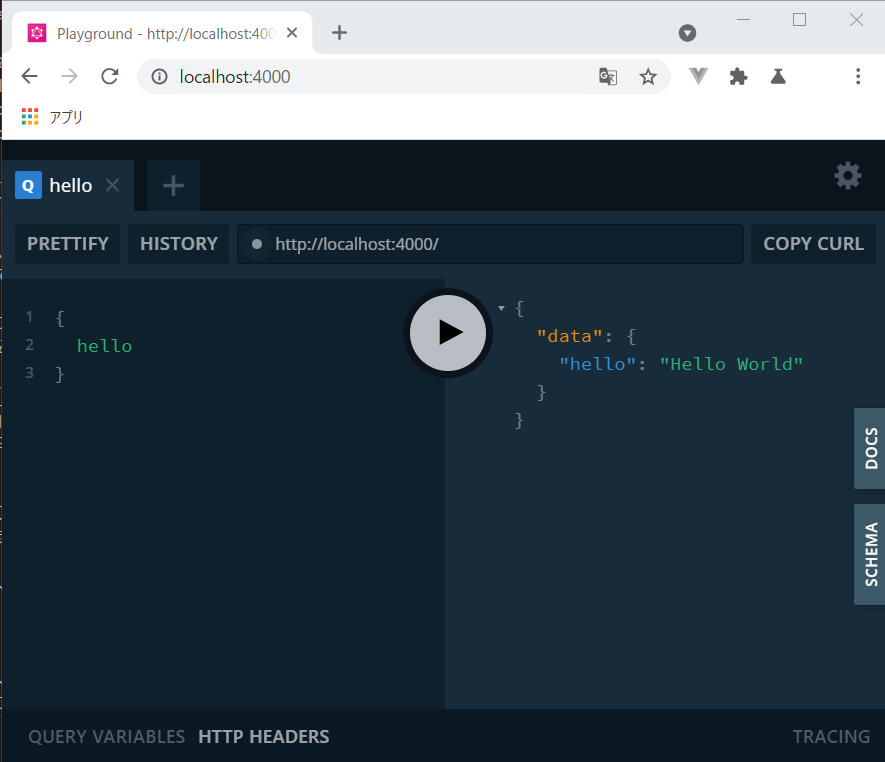 Playground - http://localhost:400
localhost:4000
アプリ
Q hello
PRETTIFY HISTORY http://localhost:4000/ COPY CURL
1 {
2 hello
3 }
{
"data": {
"hello": "Hello World"
}
}
DOCS
SCHEMA
QUERY VARIABLES HTTP HEADERS TRACING